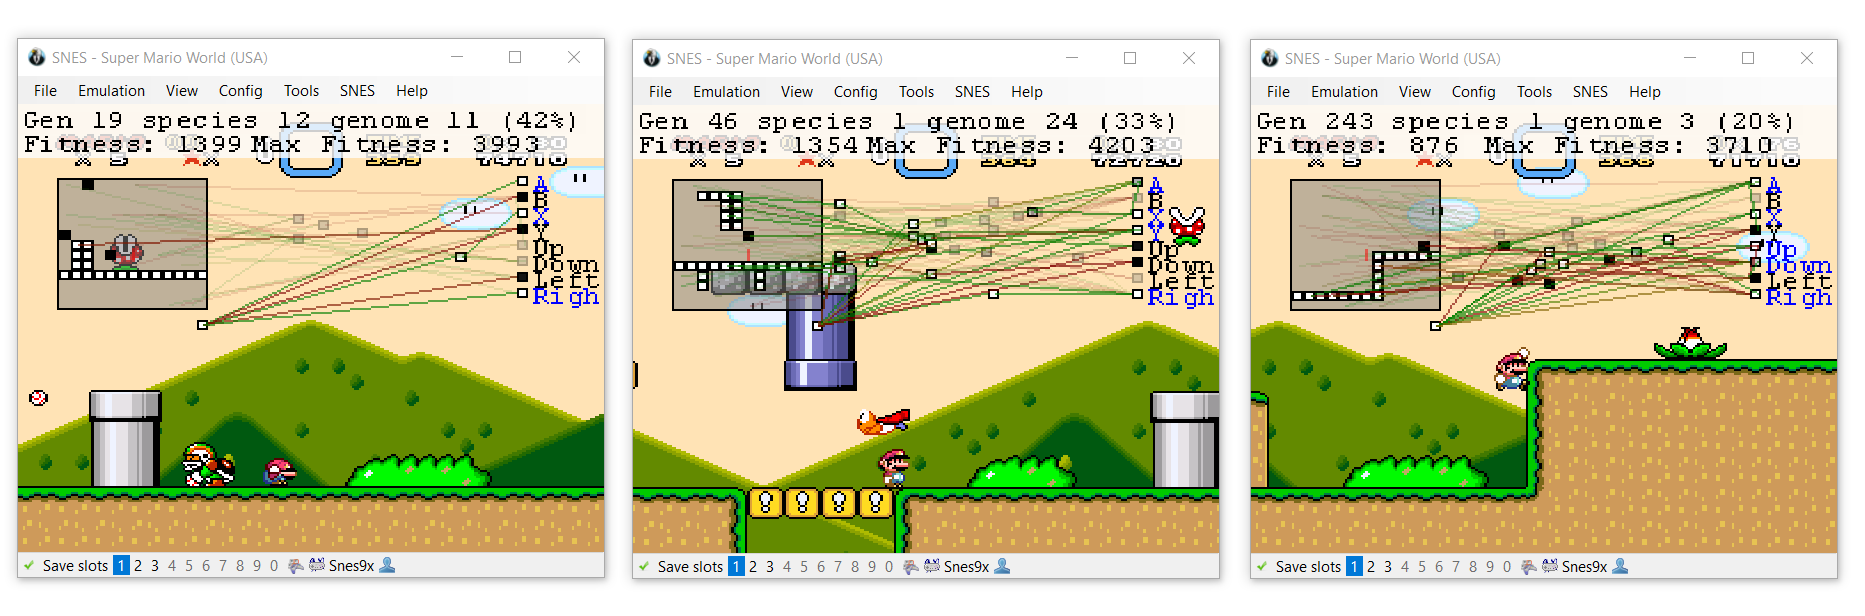 SNES - Super Mario World (USA)
File Emulation View Config Tools SNES Help
Gen 19 species 12 genome 11 (42%)
Fitness: 1399 Max Fitness: 3993
A
B
X
Y
Up
Down
Left
Righ
Save slots 1 2 3 4 5 6 7 8 9 0 Snes9x
SNES - Super Mario World (USA)
File Emulation View Config Tools SNES Help
Gen 46 species 1 genome 24 (33%)
Fitness: 1354 Max Fitness: 4203
A
B
X
Y
Up
Down
Left
Righ
Save slots 1 2 3 4 5 6 7 8 9 0 Snes9x
SNES - Super Mario World (USA)
File Emulation View Config Tools SNES Help
Gen 243 species 1 genome 3 (20%)
Fitness: 876 Max Fitness: 3710
A
B
X
Y
Up
Down
Left
Righ
Save slots 1 2 3 4 5 6 7 8 9 0 Snes9x